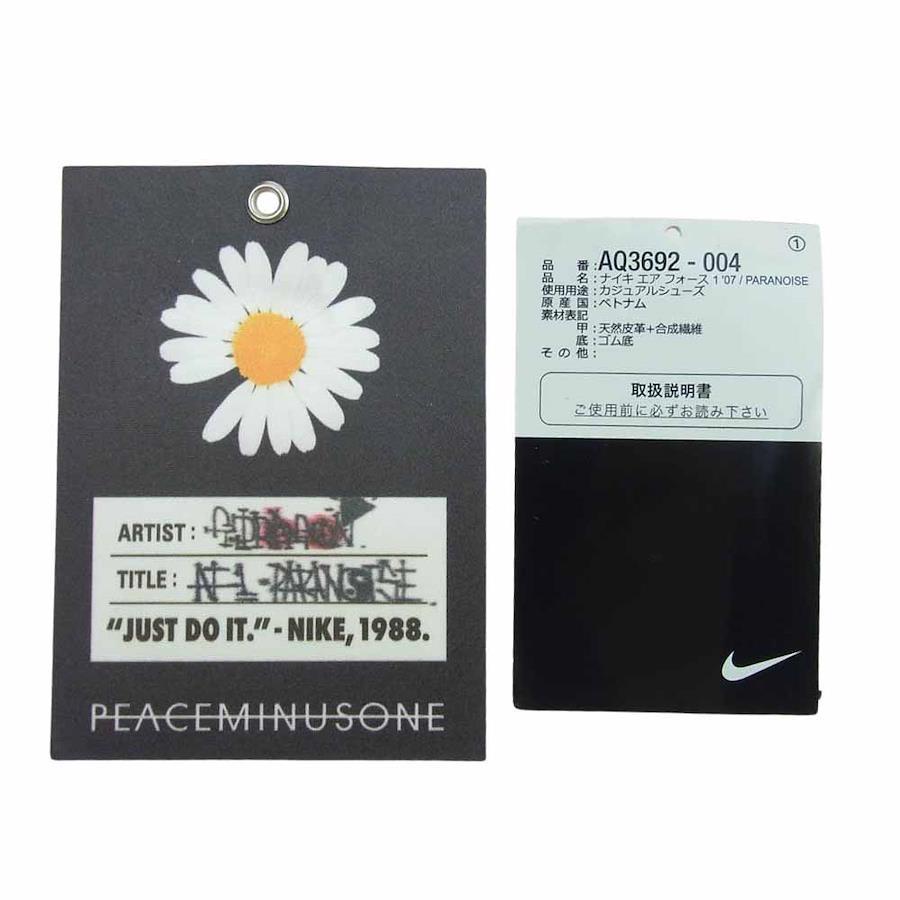 ARTIST: GDRAGON
TITLE: AF1-PARANOISE
“JUST DO IT.”- NIKE, 1988.
PEACEMINUSONE
①
品 番:AQ3692 - 004
品 名:ナイキ エア フォース 1 '07 / PARANOISE
使用用途:カジュアルシューズ
原 産 国:ベトナム
素材表記
甲:天然皮革+合成繊維
底:ゴム底
そ の 他:
取扱説明書
ご使用前に必ずお読み下さい